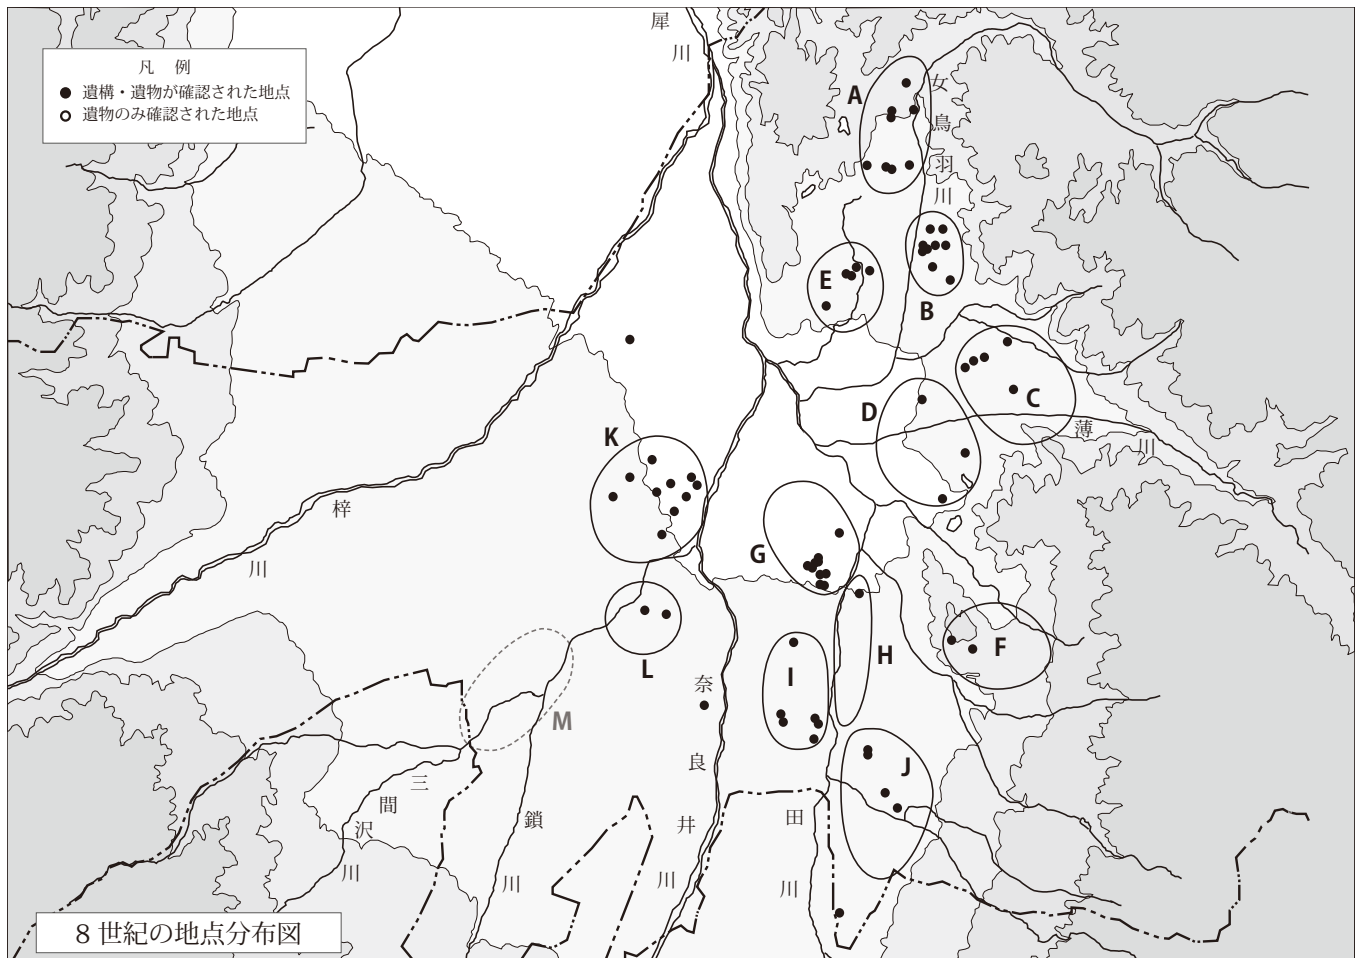 凡 例
● 遺構・遺物が確認された地点
○ 遺物のみ確認された地点
犀川
女鳥羽川
A
B
E
C
D
薄川
K
梓川
G
L
H
F
I
M
奈良井川
J
三間沢川
鎖川
田川
8世紀の地点分布図